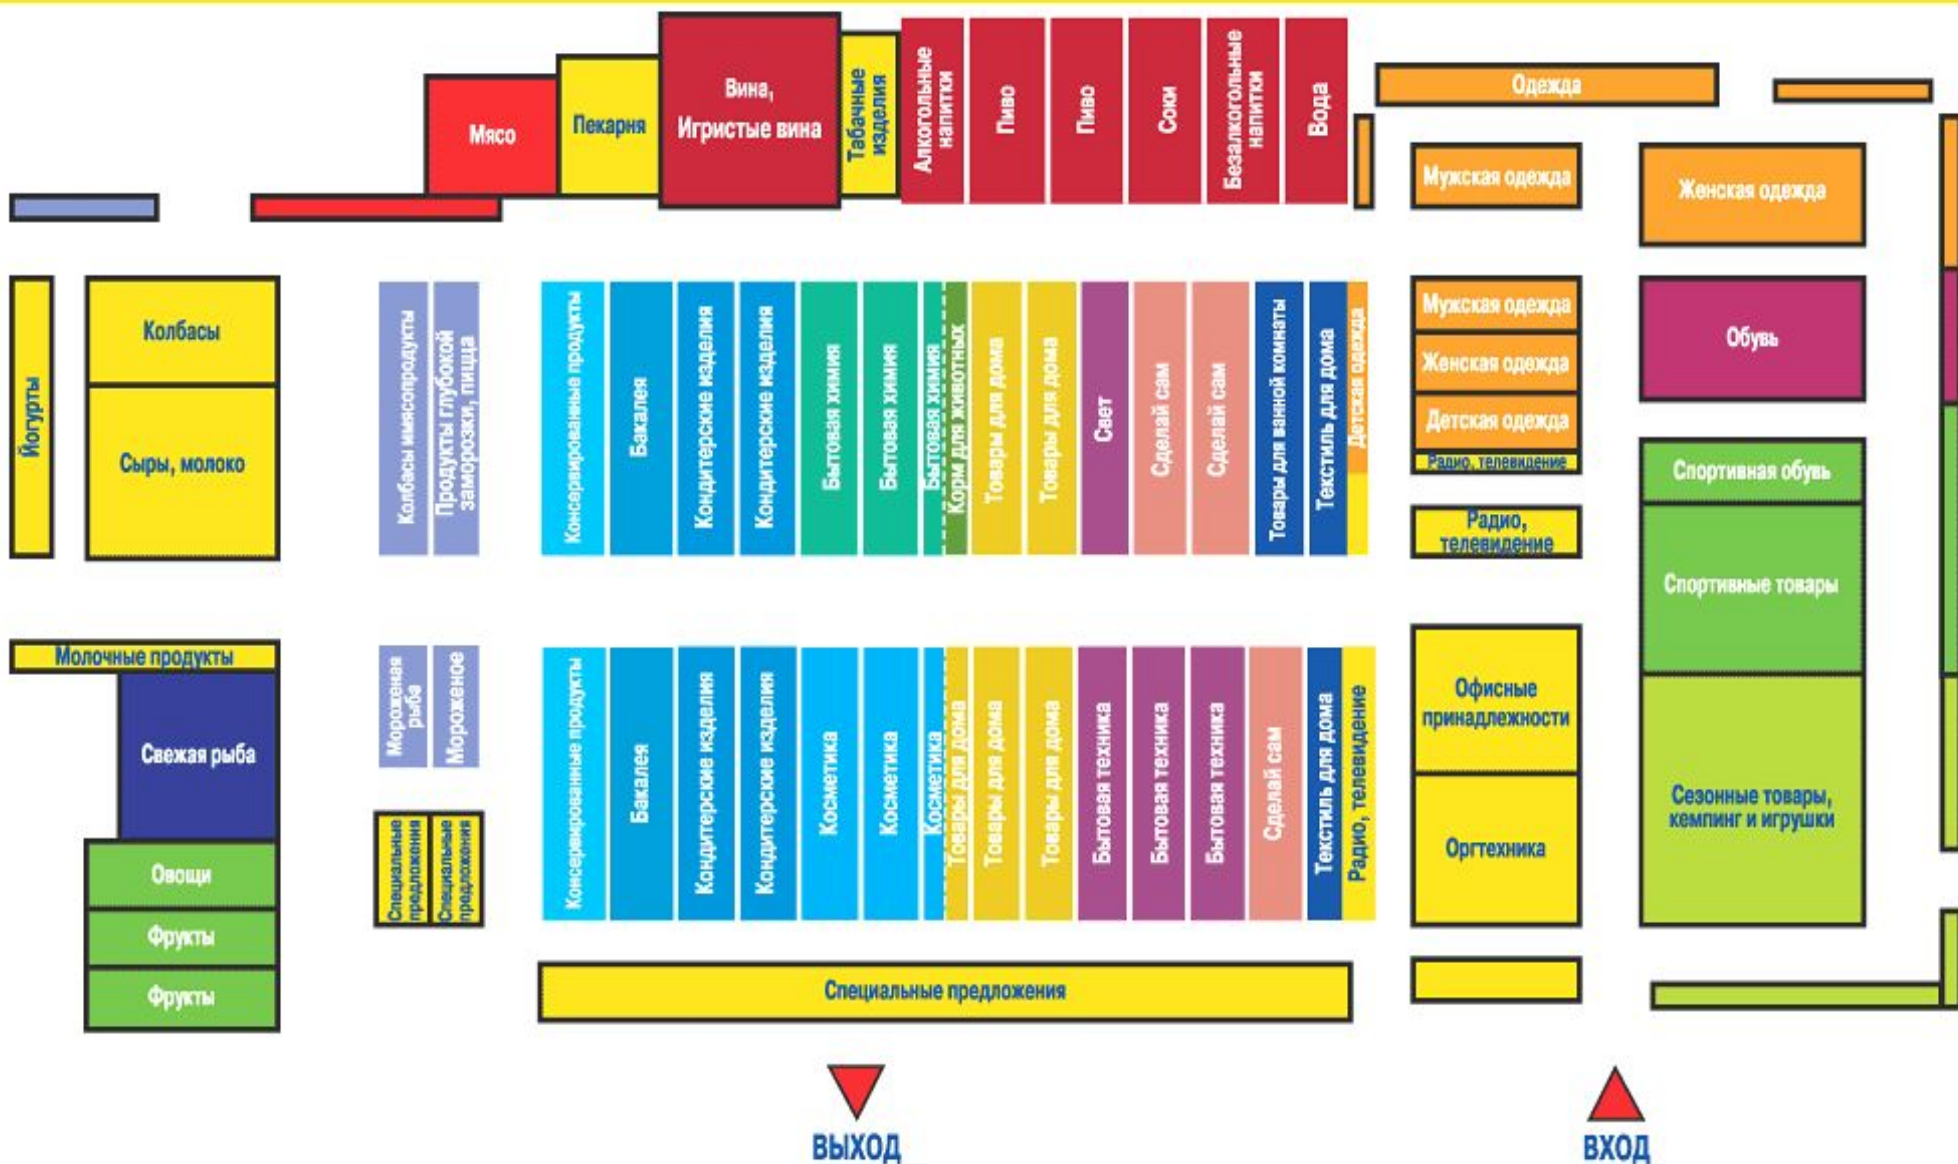 Мясо
Пекарня
Вина,
Игристые вина
Табачные
изделия
Алкогольные
напитки
Пиво
Пиво
Соки
Безалкогольные
напитки
Вода
Одежда
Мужская одежда
Женская одежда
Йогурты
Колбасы
Сыры, молоко
Колбасы имясопродукты
Продукты глубокой
заморозки, пицца
Консервированные продукты
Бакалея
Кондитерские изделия
Кондитерские изделия
Бытовая химия
Бытовая химия
Бытовая химия
Корм для животных
Товары для дома
Товары для дома
Свет
Сделай сам
Сделай сам
Товары для ванной комнаты
Текстиль для дома
Детская одежда
Мужская одежда
Женская одежда
Детская одежда
Радио, телевидение
Радио,
телевидение
Обувь
Спортивная обувь
Спортивные товары
Молочные продукты
Свежая рыба
Овощи
Фрукты
Фрукты
Мороженая
рыба
Мороженое
Специальные
предложения
Специальные
предложения
Консервированные продукты
Бакалея
Кондитерские изделия
Кондитерские изделия
Косметика
Косметика
Косметика
Товары для дома
Товары для дома
Товары для дома
Бытовая техника
Бытовая техника
Бытовая техника
Сделай сам
Текстиль для дома
Радио, телевидение
Офисные
принадлежности
Оргтехника
Сезонные товары,
кемпинг и игрушки
Специальные предложения
ВЫХОД
ВХОД